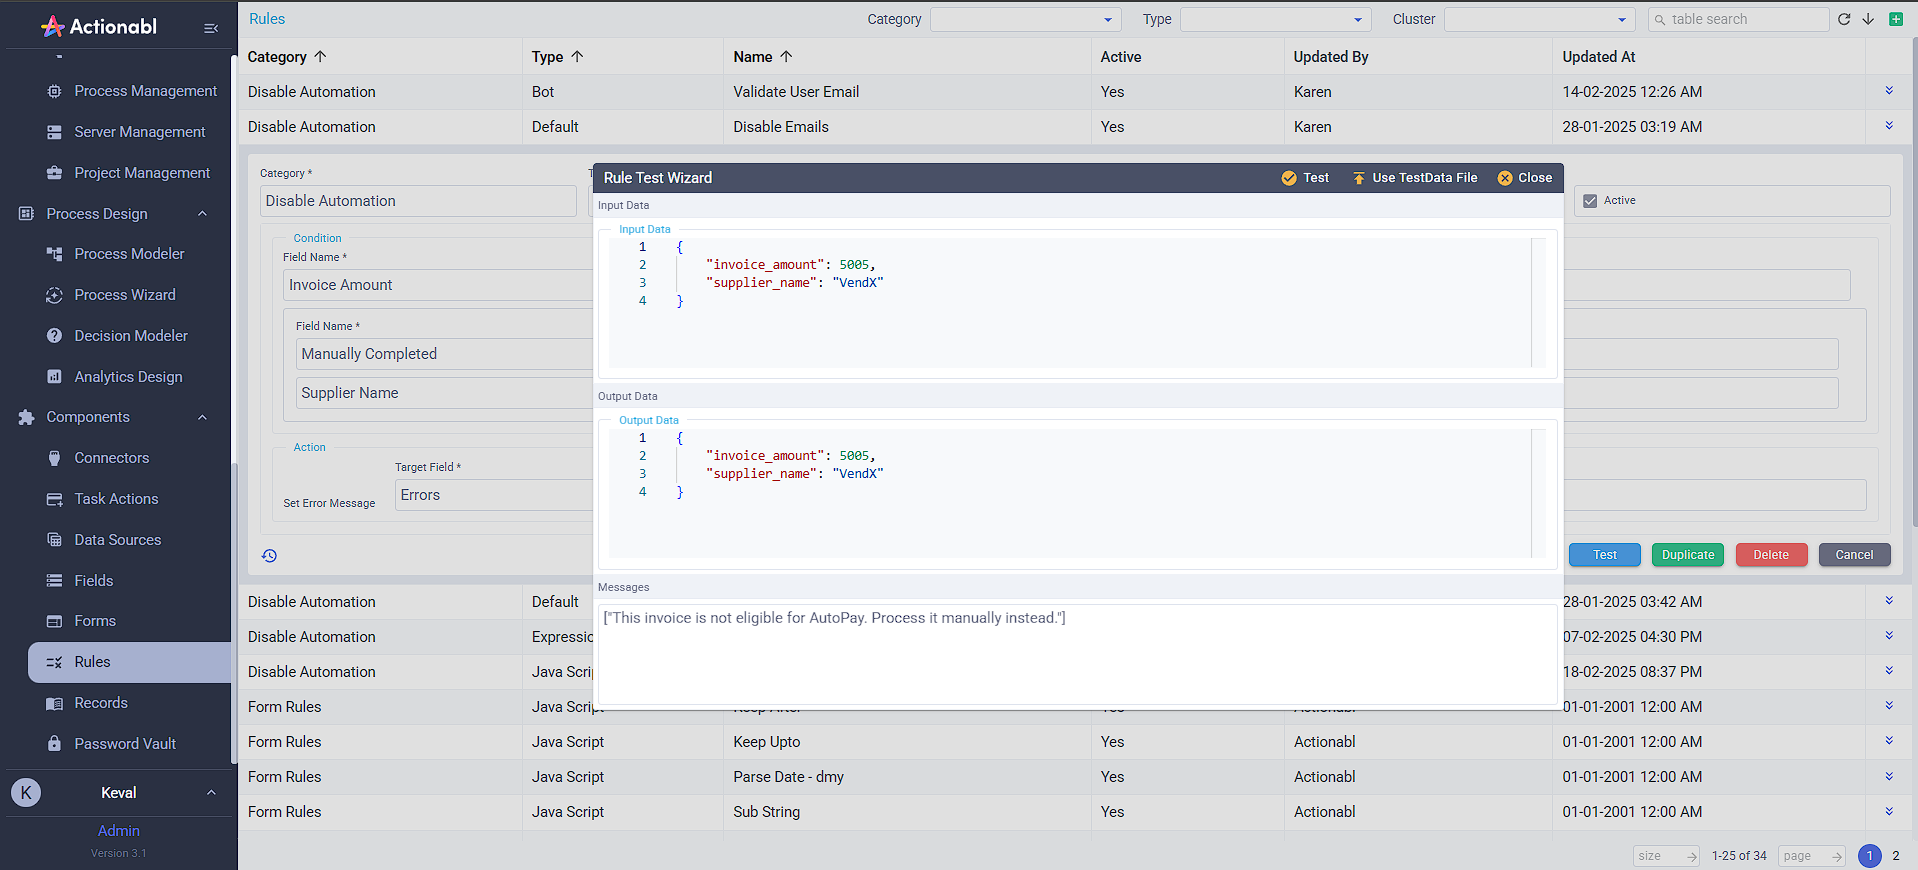 Actionabl
Process Management
Server Management
Project Management
Process Design
Process Modeler
Process Wizard
Decision Modeler
Analytics Design
Components
Connectors
Task Actions
Data Sources
Fields
Forms
Rules
Records
Password Vault
K Keval
Admin
Version 3.1
Rules Category Type Cluster table search
Category Type Name Active Updated By Updated At
Disable Automation Bot Validate User Email Yes Karen 14-02-2025 12:26 AM
Disable Automation Default Disable Emails Yes Karen 28-01-2025 03:19 AM
Category *
Disable Automation
Active
Condition
Field Name *
Invoice Amount
Field Name *
Manually Completed
Supplier Name
Action
Target Field *
Set Error Message Errors
Test Duplicate Delete Cancel
Rule Test Wizard Test Use TestData File Close
Input Data
Input Data
1 {
2 "invoice_amount": 5005,
3 "supplier_name": "VendX"
4 }
Output Data
Output Data
1 {
2 "invoice_amount": 5005,
3 "supplier_name": "VendX"
4 }
Messages
["This invoice is not eligible for AutoPay. Process it manually instead."]
Disable Automation Default 28-01-2025 03:42 AM
Disable Automation Expressio 07-02-2025 04:30 PM
Disable Automation Java Scri 18-02-2025 08:37 PM
Form Rules Java Script Keep After Yes Actionabl 01-01-2001 12:00 AM
Form Rules Java Script Keep Upto Yes Actionabl 01-01-2001 12:00 AM
Form Rules Java Script Parse Date - dmy Yes Actionabl 01-01-2001 12:00 AM
Form Rules Java Script Sub String Yes Actionabl 01-01-2001 12:00 AM
size 1-25 of 34 page 1 2